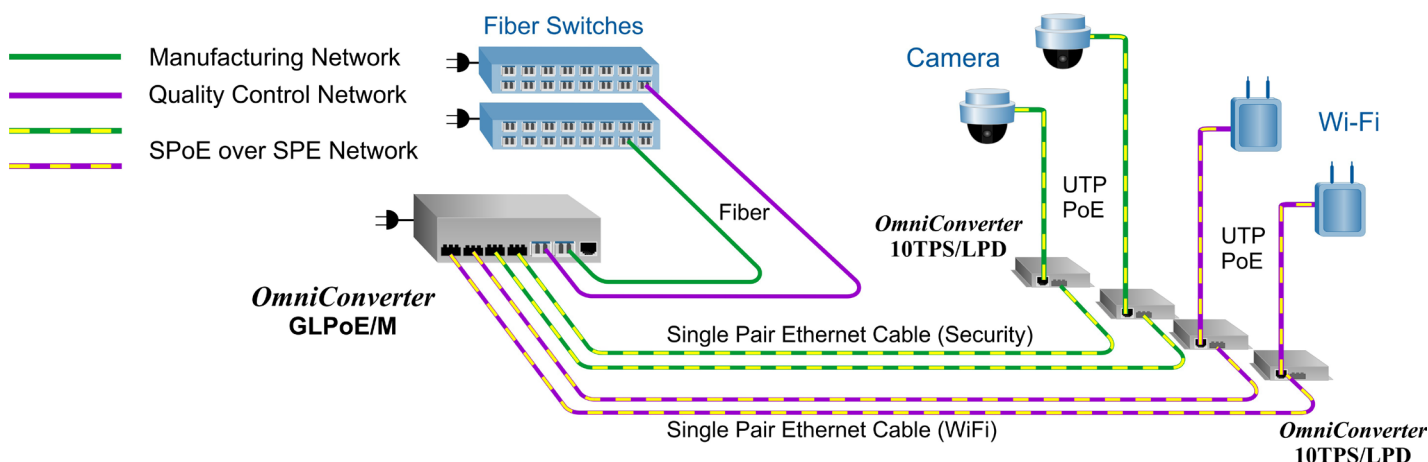 Fiber Switches
Manufacturing Network
Quality Control Network
SPoE over SPE Network
Camera
Wi-Fi
UTP
PoE
Fiber
OmniConverter
10TPS/LPD
UTP
PoE
OmniConverter
GLPoE/M
Single Pair Ethernet Cable (Security)
Single Pair Ethernet Cable (WiFi)
OmniConverter
10TPS/LPD